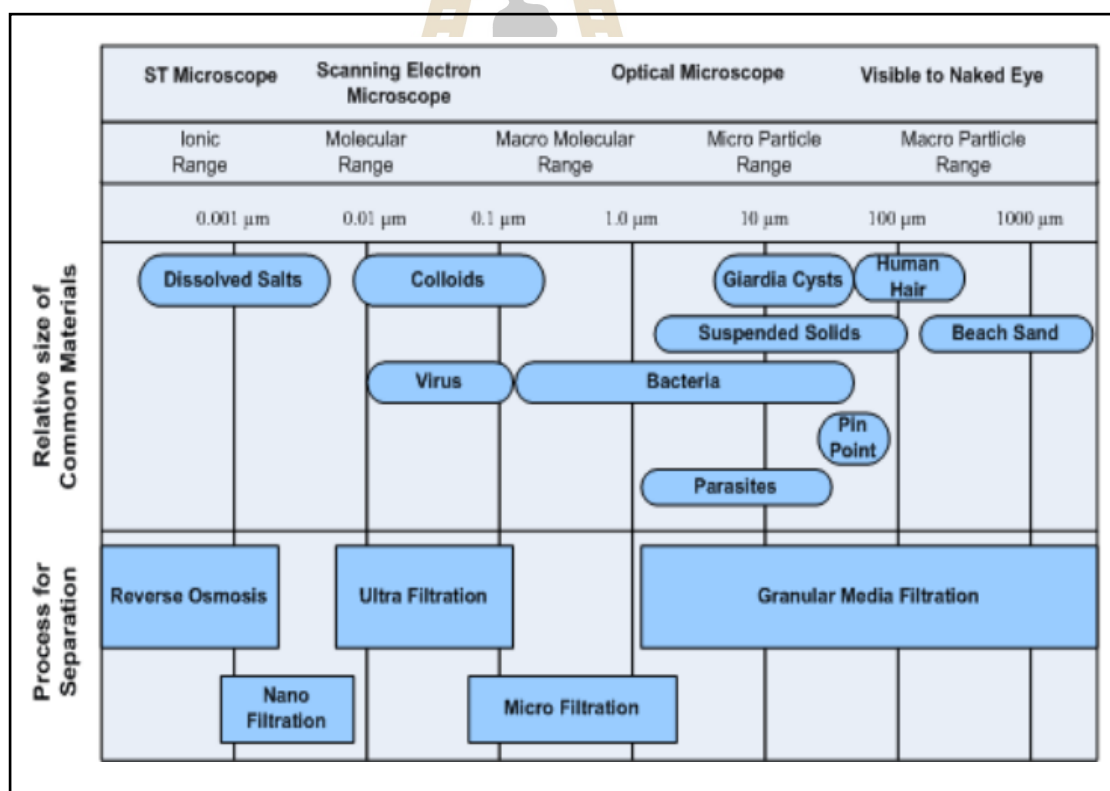 ST Microscope
Scanning Electron
Microscope
Optical Microscope
Visible to Naked Eye
Ionic
Range
Molecular
Range
Macro Molecular
Range
Micro Particle
Range
Macro Partlicle
Range
0.001 µm
0.01 µm
0.1 µm
1.0 µm
10 µm
100 µm
1000 µm
Relative size of
Common Materials
Dissolved Salts
Colloids
Giardia Cysts
Human
Hair
Suspended Solids
Beach Sand
Virus
Bacteria
Pin
Point
Parasites
Process for
Separation
Reverse Osmosis
Ultra Filtration
Granular Media Filtration
Nano
Filtration
Micro Filtration